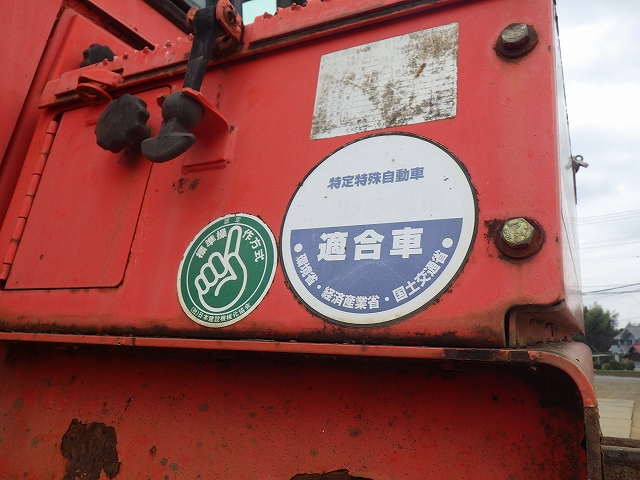 特定特殊自動車
適合車
・環境省・経済産業省・国土交通省・
標準操作方式